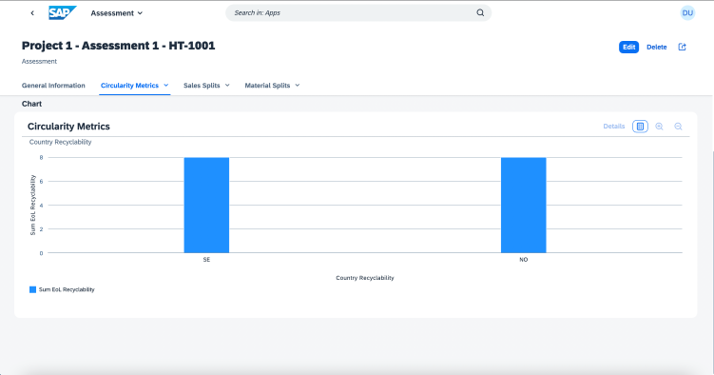 SAP Assessment Search in: Apps DU
Project 1 - Assessment 1 - HT-1001 Edit Delete
Assessment
General Information Circularity Metrics Sales Splits Material Splits
Chart
Circularity Metrics Details
Country Recyclability
8
6
4
2
0
Sum EoL Recyclability
SE NO
Country Recyclability
Sum EoL Recyclability